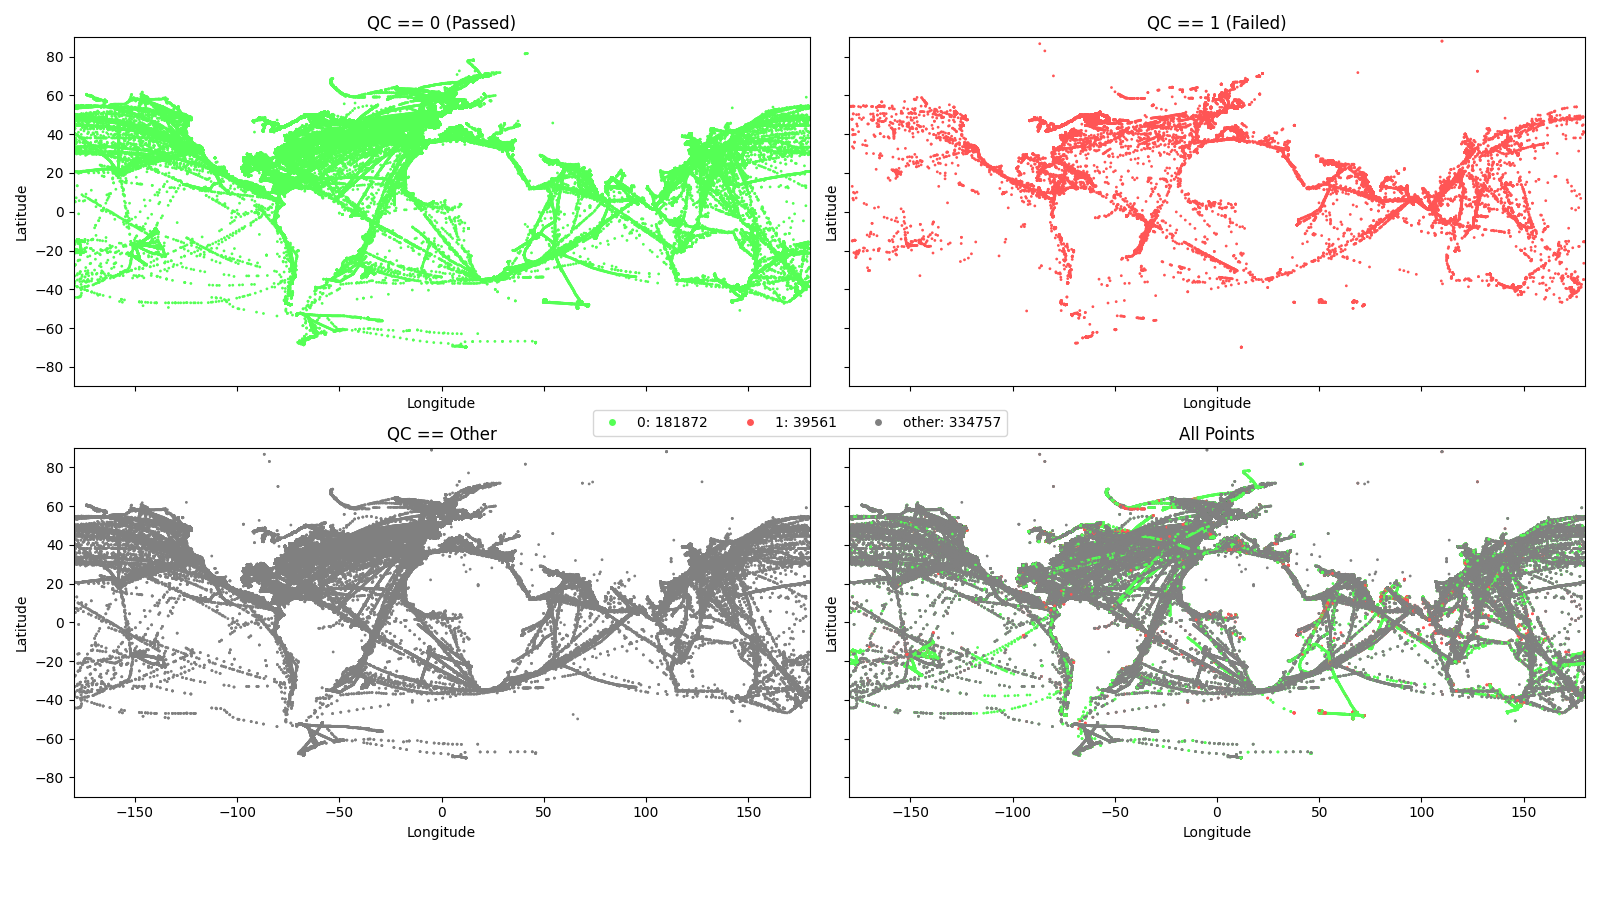 QC == 0 (Passed)
QC == 1 (Failed)
80
60
40
20
0
−20
−40
−60
−80
Latitude
Latitude
Longitude
Longitude
0: 181872
1: 39561
other: 334757
QC == Other
All Points
80
60
40
20
0
−20
−40
−60
−80
Latitude
Latitude
−150
−100
−50
0
50
100
150
−150
−100
−50
0
50
100
150
Longitude
Longitude